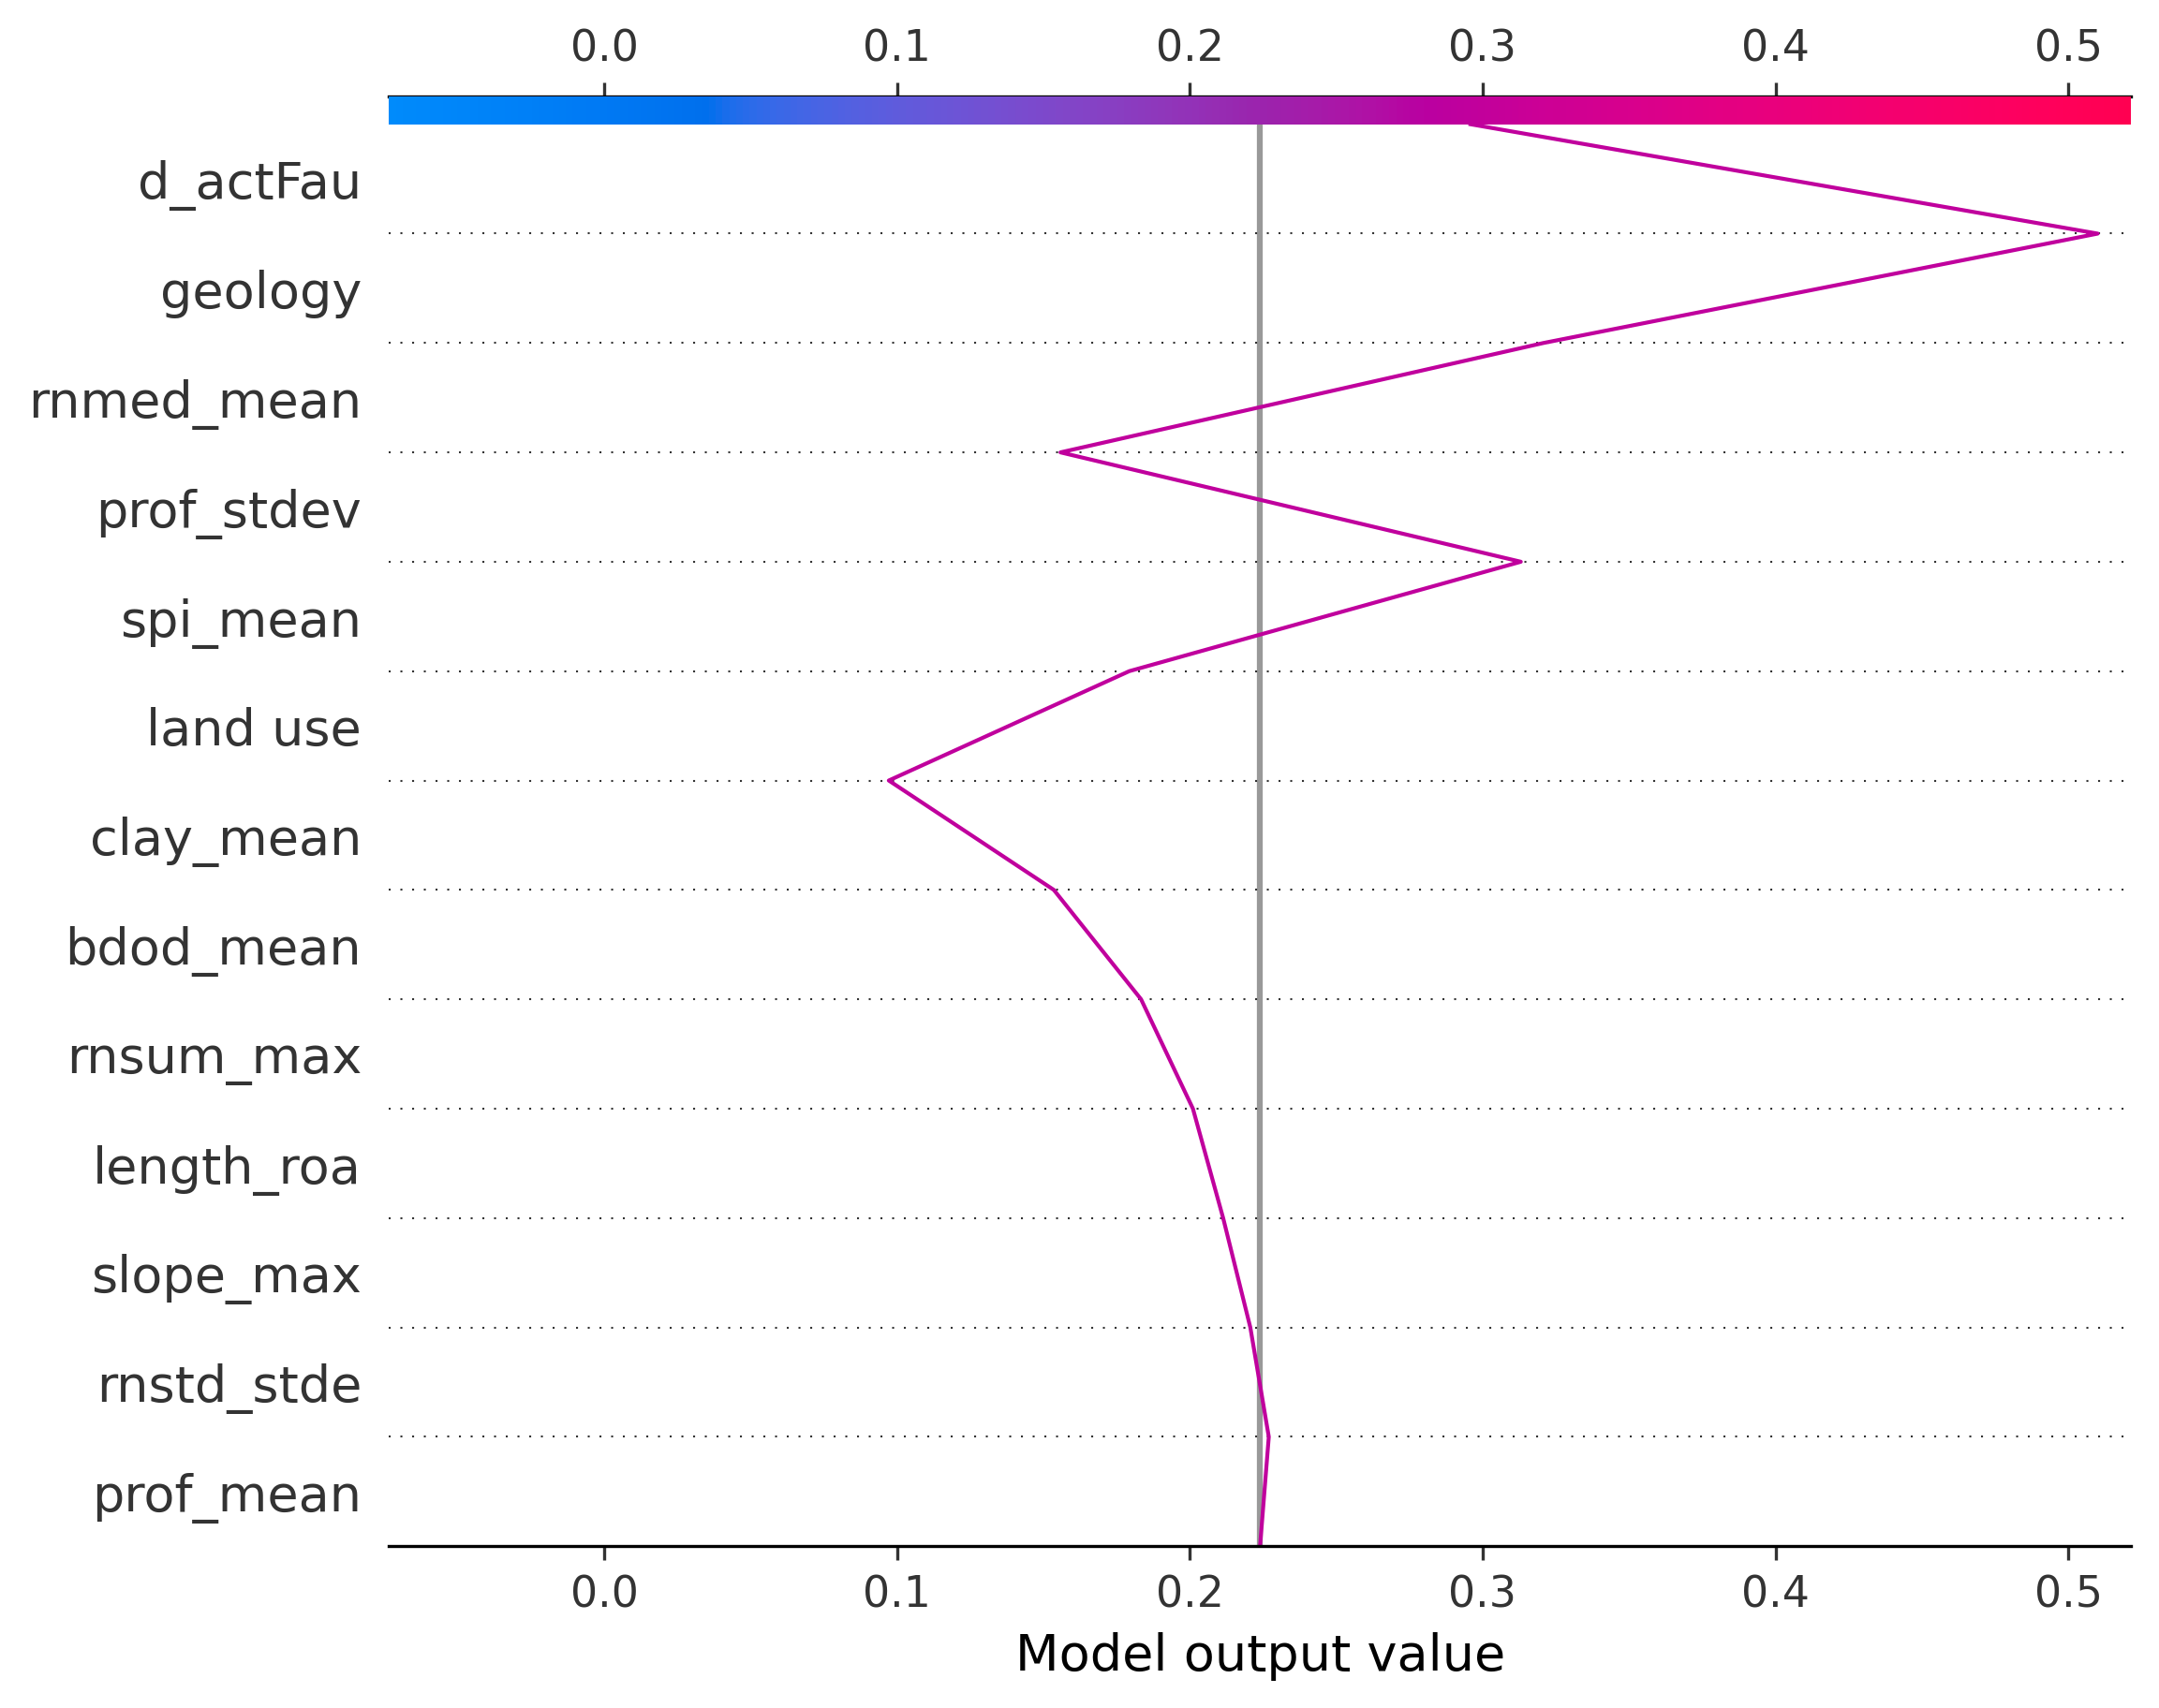 0.0 0.1 0.2 0.3 0.4 0.5
d_actFau
geology
rnmed_mean
prof_stdev
spi_mean
land use
clay_mean
bdod_mean
rnsum_max
length_roa
slope_max
rnstd_stde
prof_mean
0.0 0.1 0.2 0.3 0.4 0.5
Model output value